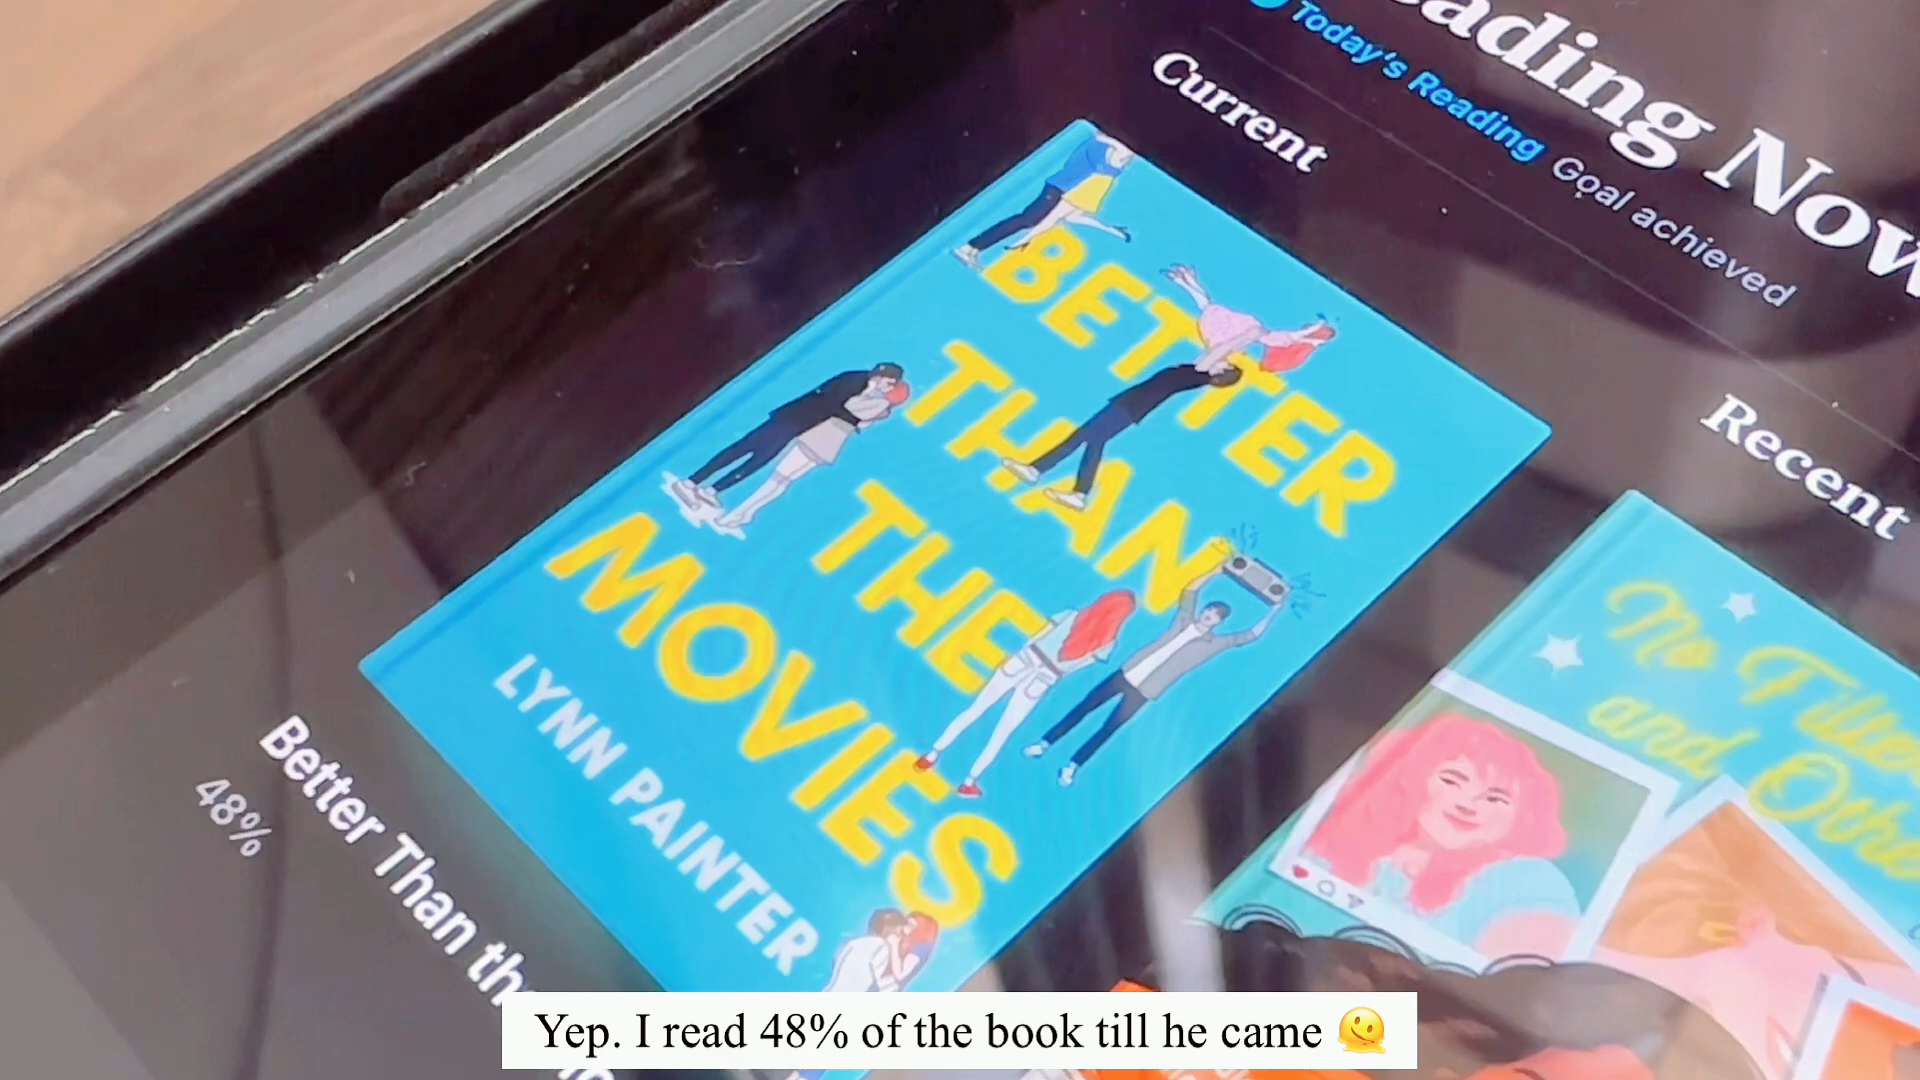 ading Now
Today's Reading Goal achieved
Current
Recent
BETTER
THAN
THE
MOVIES
LYNN PAINTER
No Filter
and Other
Better Than the
48%
Yep. I read 48% of the book till he came 🫠